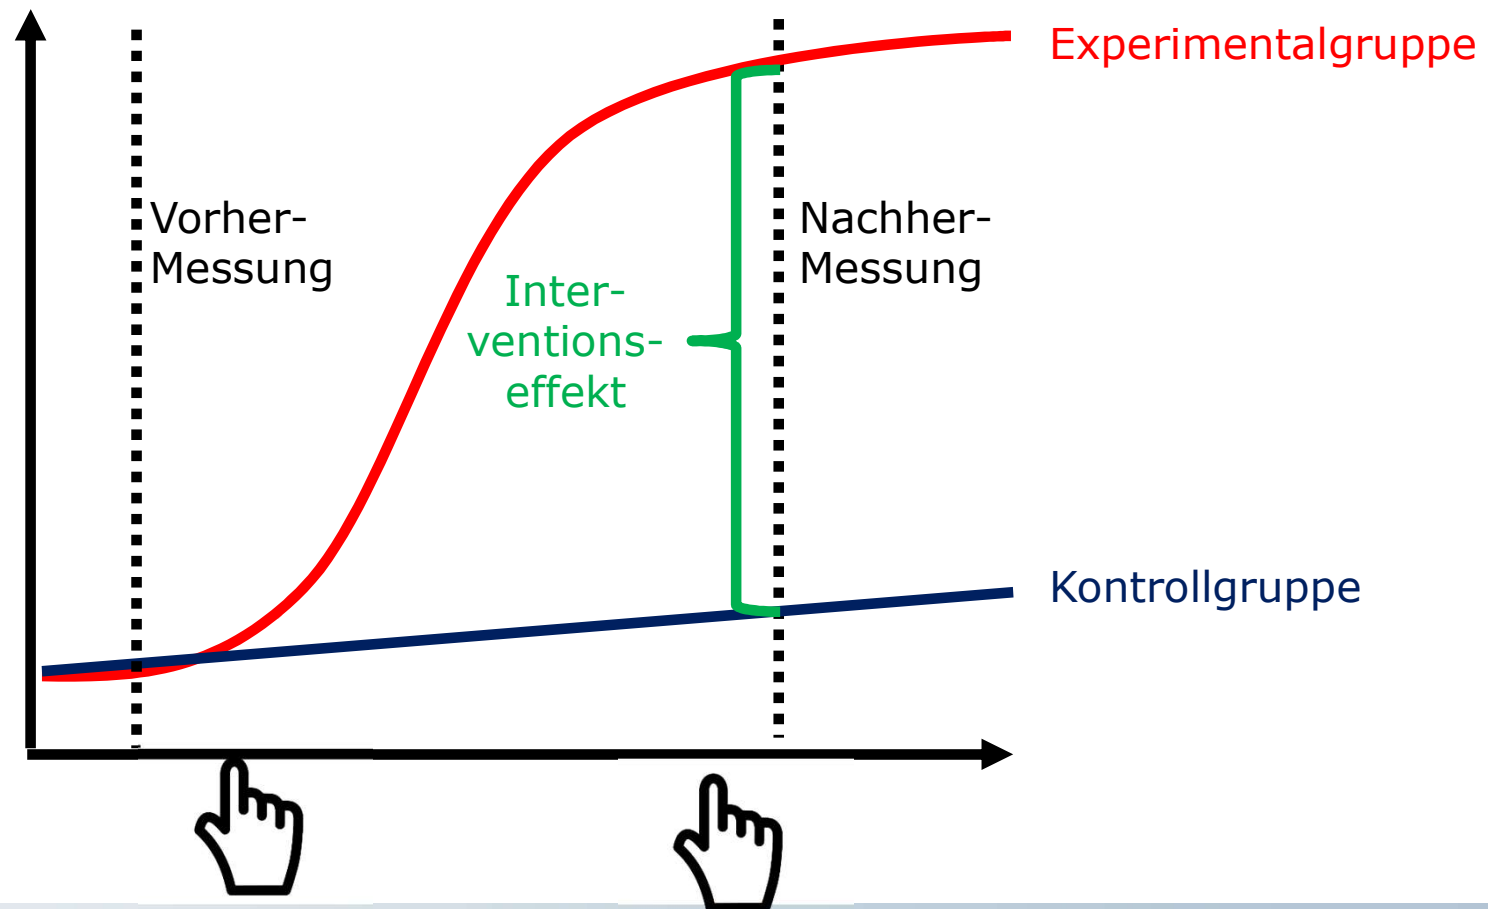 Experimentalgruppe
Vorher-
Messung
Nachher-
Messung
Inter-
ventions-
effekt
Kontrollgruppe